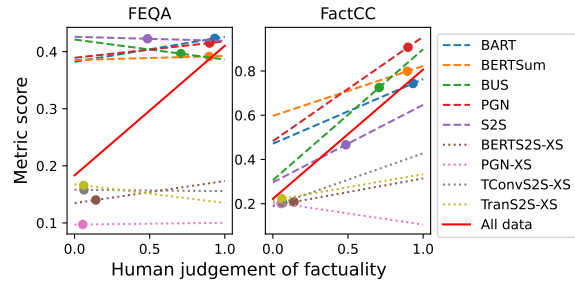 FEQA
FactCC
Metric score
0.4
0.3
0.2
0.1
0.0
0.5
1.0
0.8
0.6
0.4
0.2
0.0
0.5
1.0
Human judgement of factuality
BART
BERTSum
BUS
PGN
S2S
BERTS2S-XS
PGN-XS
TConvS2S-XS
TranS2S-XS
All data